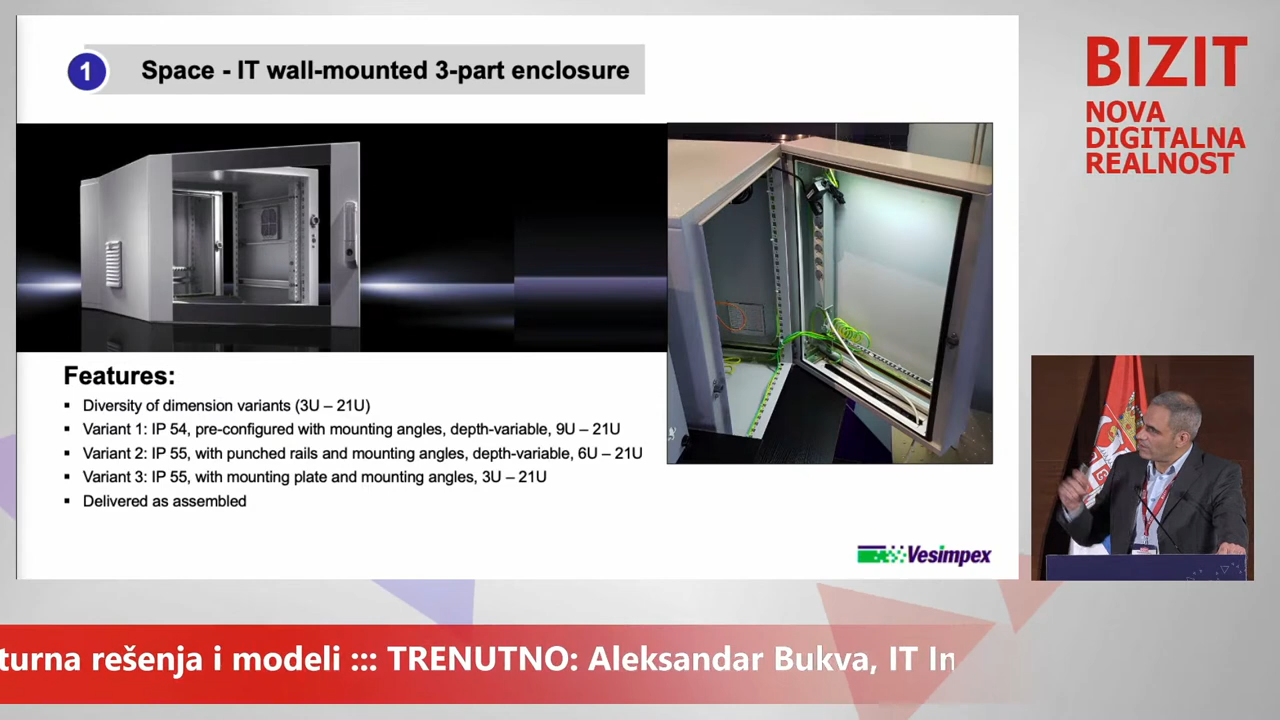 1
Space - IT wall-mounted 3-part enclosure
Features:
▪ Diversity of dimension variants (3U – 21U)
▪ Variant 1: IP 54, pre-configured with mounting angles, depth-variable, 9U – 21U
▪ Variant 2: IP 55, with punched rails and mounting angles, depth-variable, 6U – 21U
▪ Variant 3: IP 55, with mounting plate and mounting angles, 3U – 21U
▪ Delivered as assembled
Vesimpex
BIZIT
NOVA
DIGITALNA
REALNOST
turna rešenja i modeli ::: TRENUTNO: Aleksandar Bukva, IT In